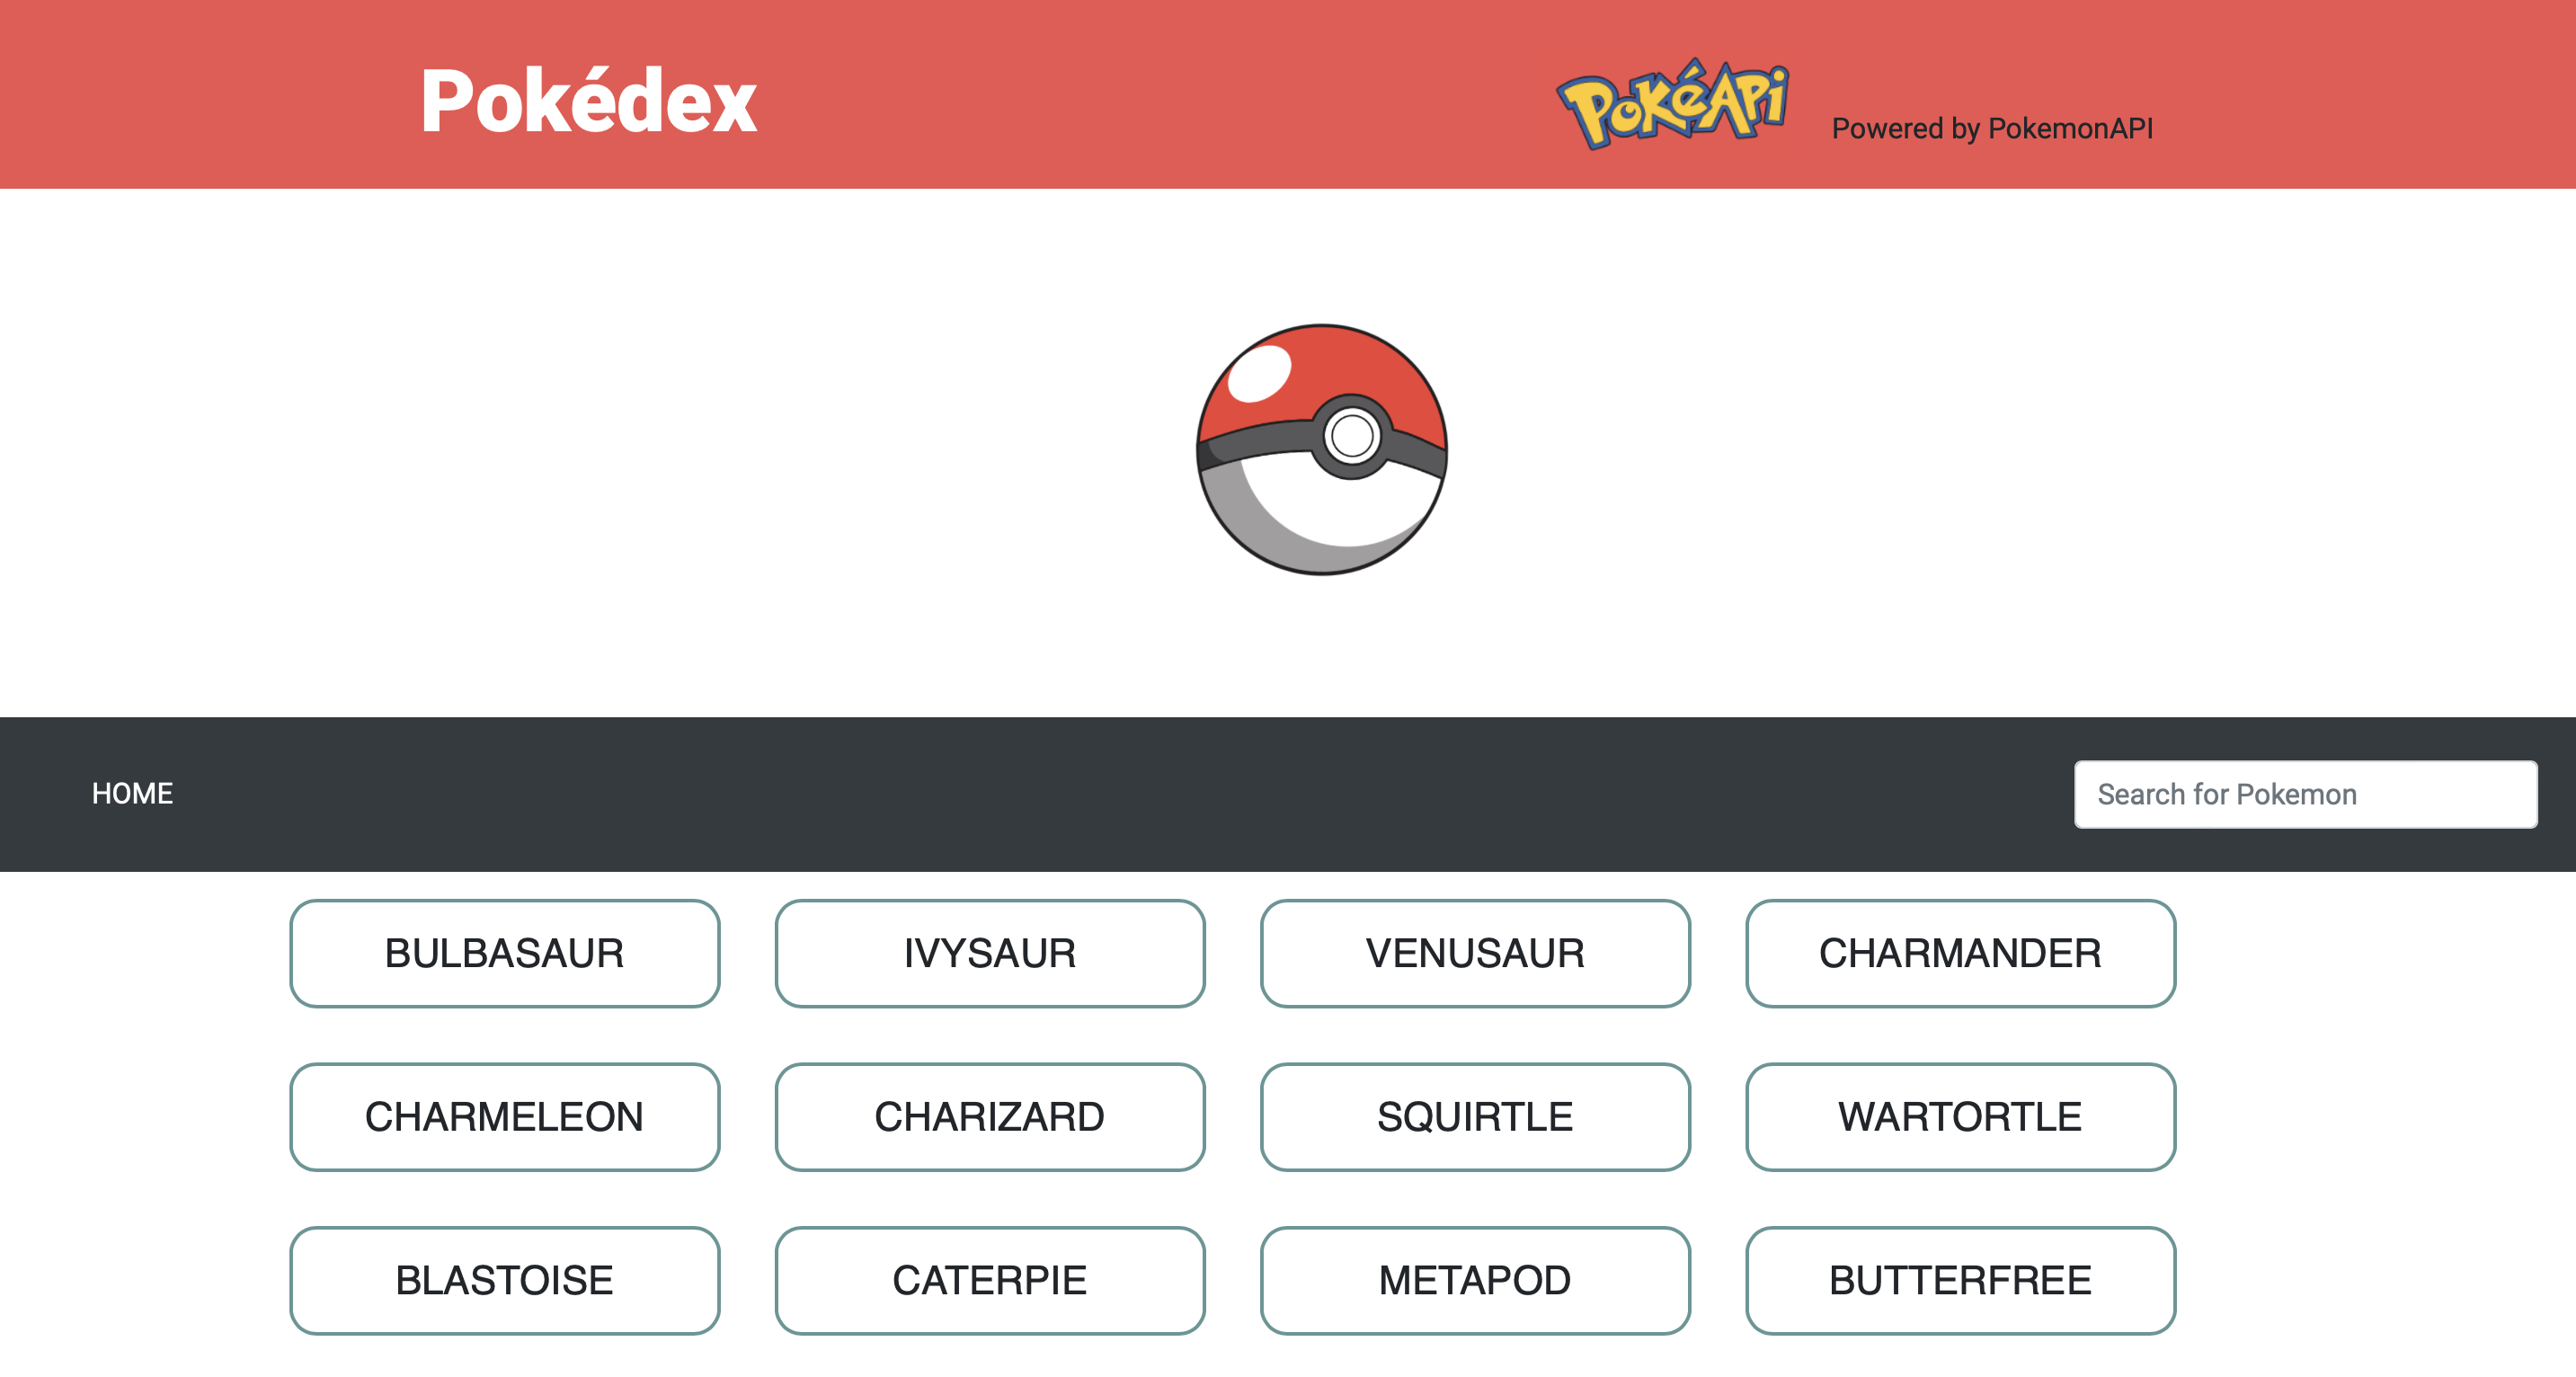 Pokédex
PokéAPi
Powered by PokemonAPI
HOME
Search for Pokemon
BULBASAUR
IVYSAUR
VENUSAUR
CHARMANDER
CHARMELEON
CHARIZARD
SQUIRTLE
WARTORTLE
BLASTOISE
CATERPIE
METAPOD
BUTTERFREE